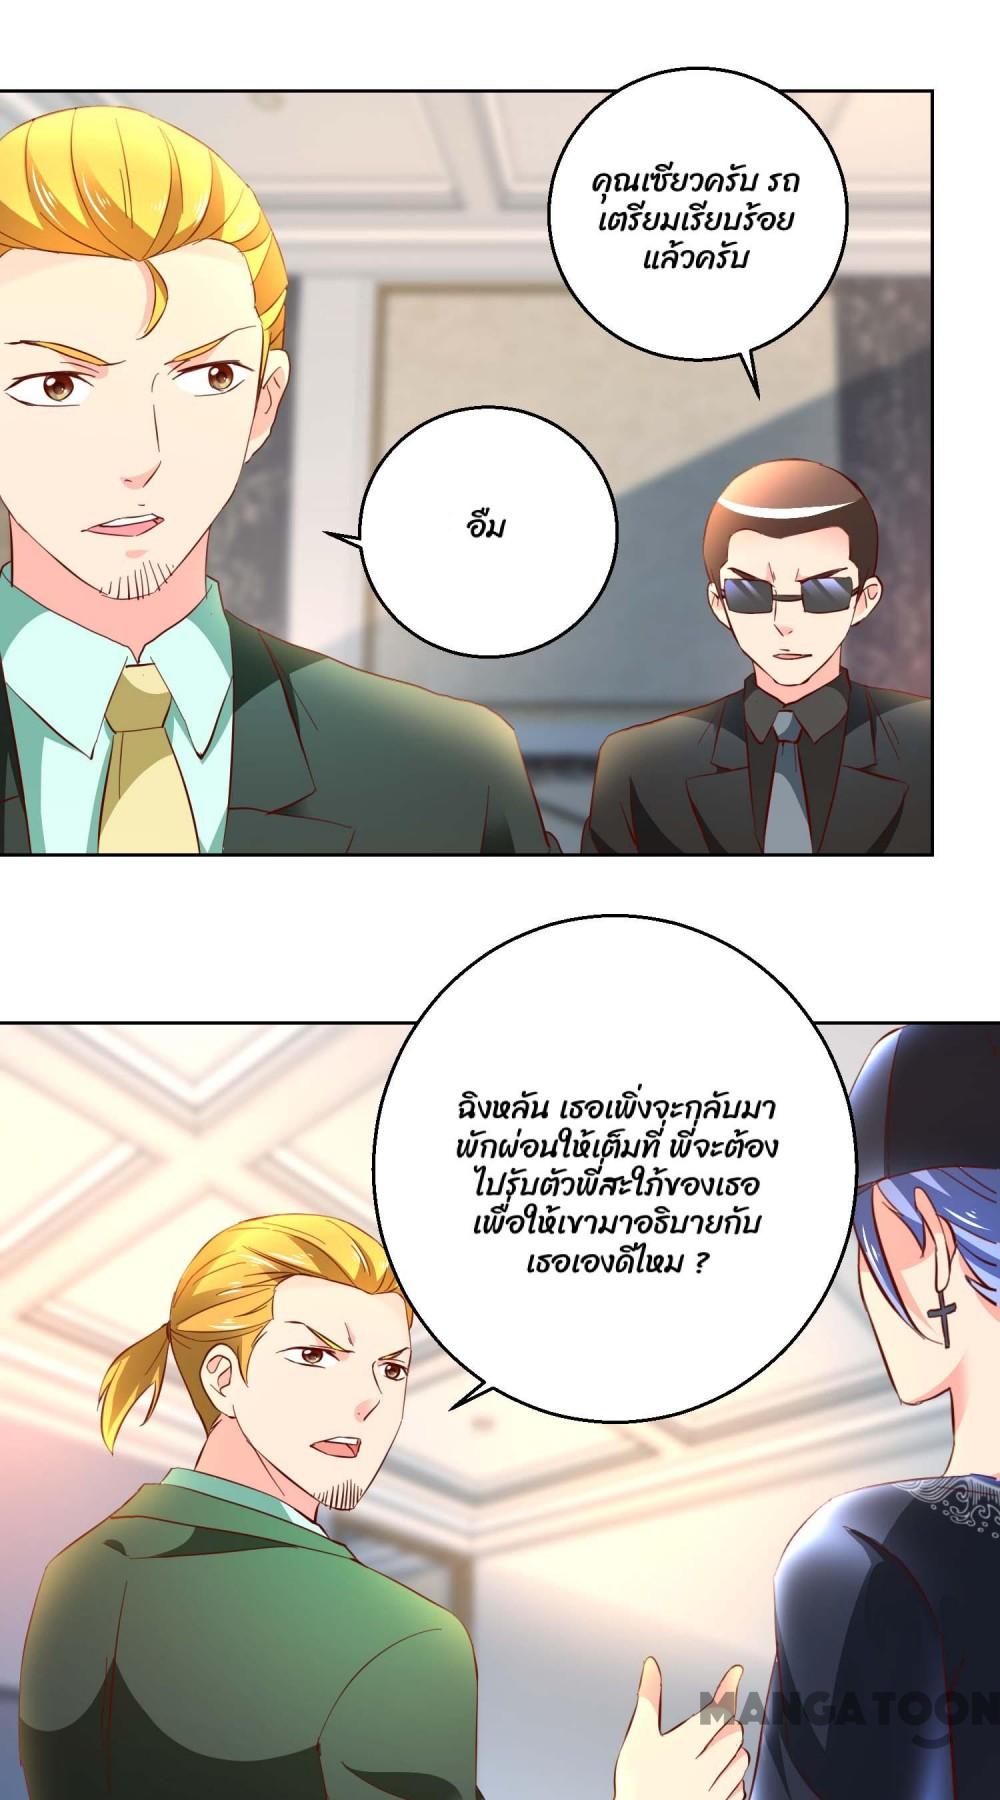 คุณเซียวครับ รถ
เตรียมเรียบร้อย
แล้วครับ
อืม
ฉิงหลัน เธอเพิ่งจะกลับมา
พักผ่อนให้เต็มที่ พี่จะต้อง
ไปรับตัวพี่สะใภ้ของเธอ
เพื่อให้เขามาอธิบายกับ
เธอเองดีไหม ?
MANGATOON